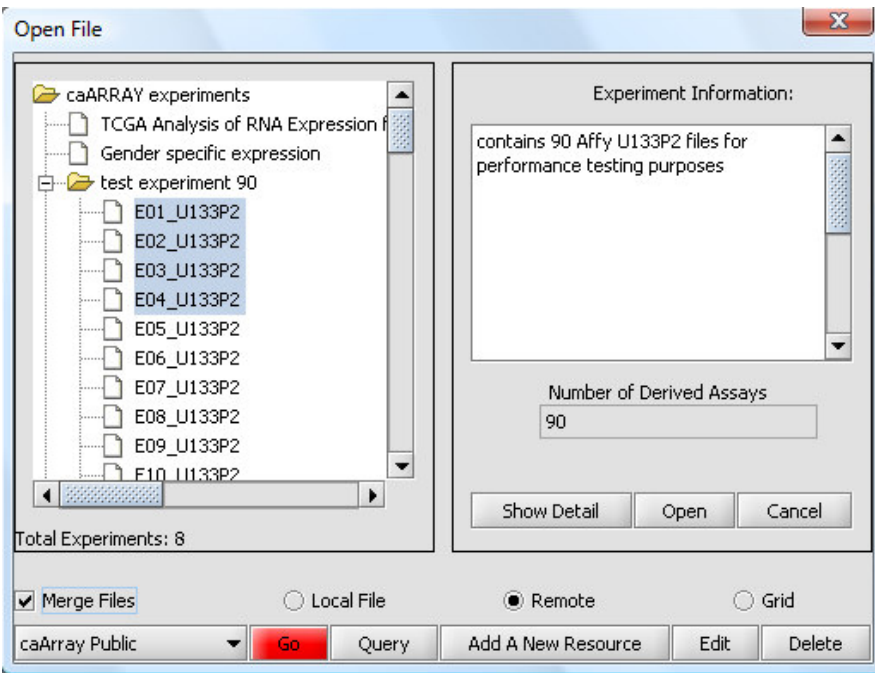 Open File
caARRAY experiments
TCGA Analysis of RNA Expression f
Gender specific expression
test experiment 90
E01_U133P2
E02_U133P2
E03_U133P2
E04_U133P2
E05_U133P2
E06_U133P2
E07_U133P2
E08_U133P2
E09_U133P2
E10_U133P2
Total Experiments: 8
Experiment Information:
contains 90 Affy U133P2 files for
performance testing purposes
Number of Derived Assays
90
Show Detail Open Cancel
Merge Files Local File Remote Grid
caArray Public Go Query Add A New Resource Edit Delete